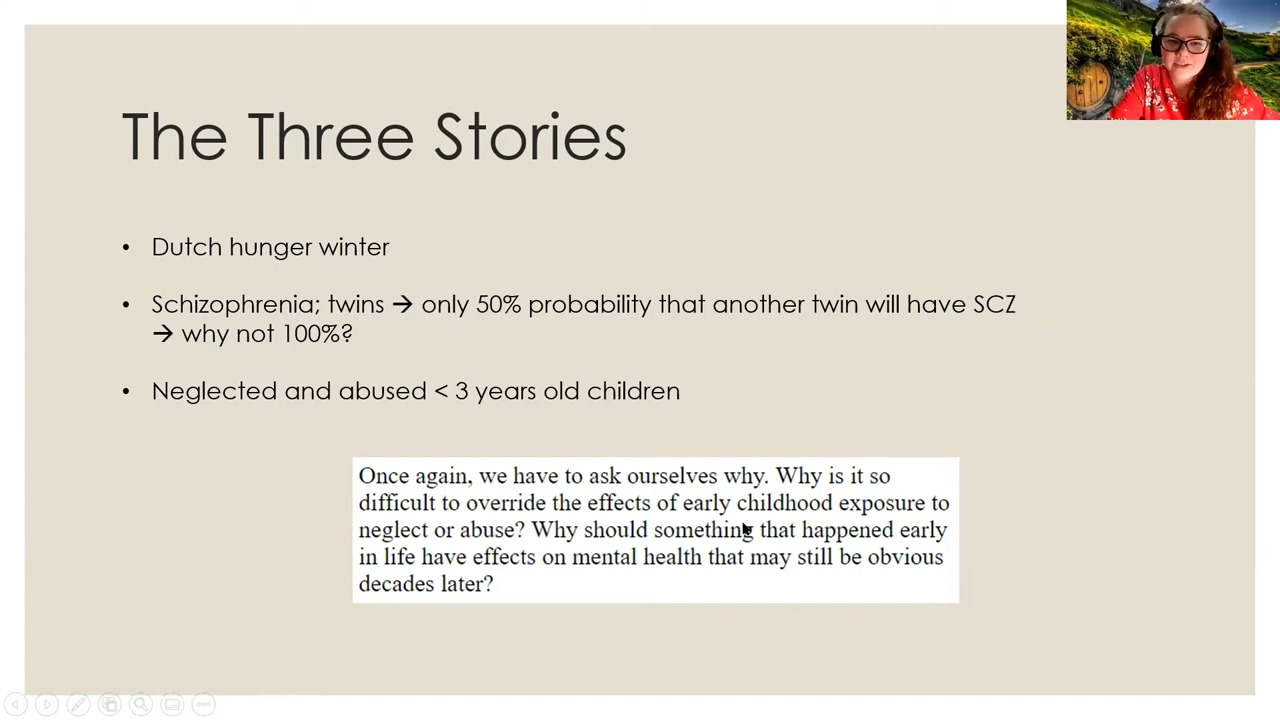 The Three Stories
• Dutch hunger winter
• Schizophrenia; twins → only 50% probability that another twin will have SCZ
→ why not 100%?
• Neglected and abused < 3 years old children
Once again, we have to ask ourselves why. Why is it so
difficult to override the effects of early childhood exposure to
neglect or abuse? Why should something that happened early
in life have effects on mental health that may still be obvious
decades later?